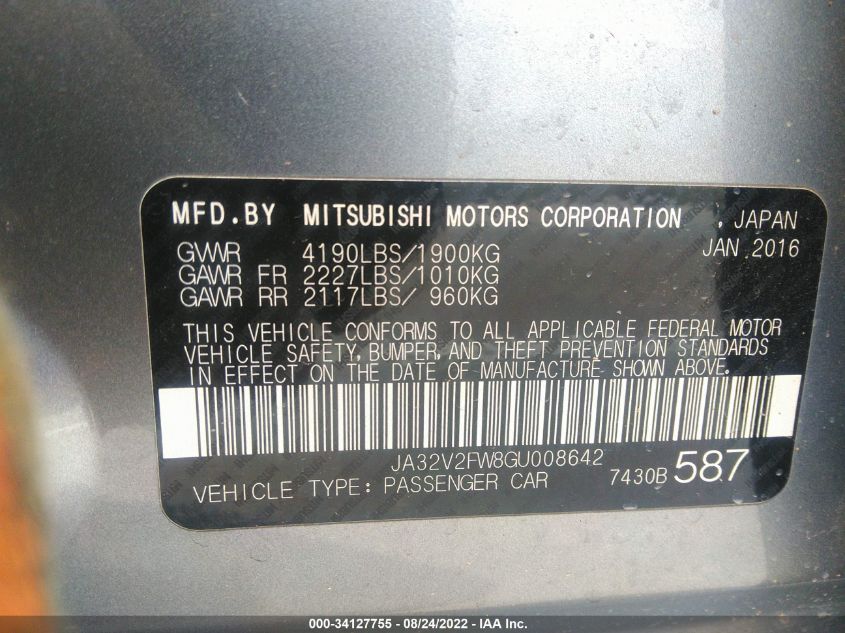 MFD.BY MITSUBISHI MOTORS CORPORATION , JAPAN
GVWR 4190LBS/1900KG JAN.2016
GAWR FR 2227LBS/1010KG
GAWR RR 2117LBS/ 960KG
THIS VEHICLE CONFORMS TO ALL APPLICABLE FEDERAL MOTOR
VEHICLE SAFETY, BUMPER, AND THEFT PREVENTION STANDARDS
IN EFFECT ON THE DATE OF MANUFACTURE SHOWN ABOVE.
JA32V2FW8GU008642
VEHICLE TYPE: PASSENGER CAR 7430B 587
000-34127755 - 08/24/2022 - IAA Inc.